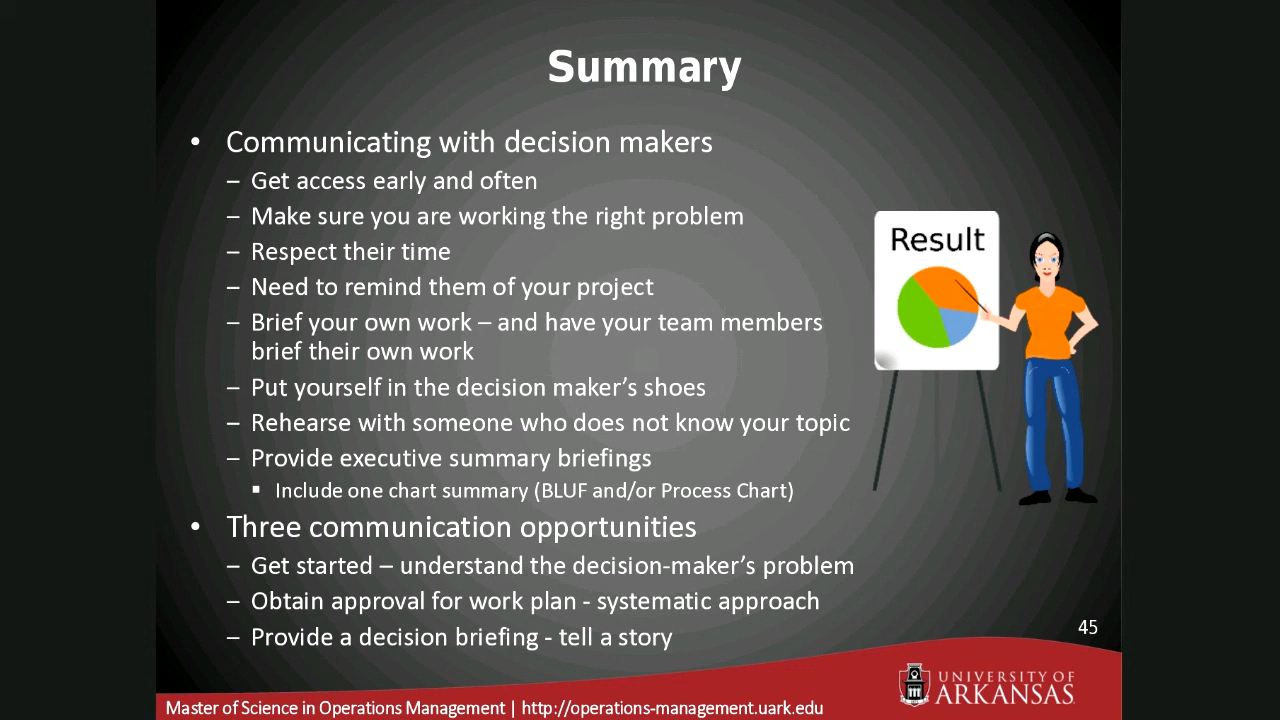 Summary
• Communicating with decision makers
– Get access early and often
– Make sure you are working the right problem
– Respect their time
– Need to remind them of your project
– Brief your own work – and have your team members
brief their own work
– Put yourself in the decision maker’s shoes
– Rehearse with someone who does not know your topic
– Provide executive summary briefings
▪ Include one chart summary (BLUF and/or Process Chart)
• Three communication opportunities
– Get started – understand the decision-maker’s problem
– Obtain approval for work plan - systematic approach
– Provide a decision briefing - tell a story
Result
45
Master of Science in Operations Management | http://operations-management.uark.edu
UNIVERSITY OF
ARKANSAS